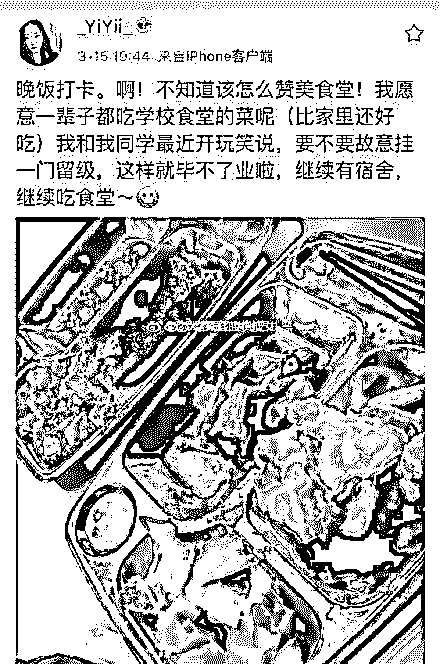 _YiYii_
3-15 19:44 来自iPhone客户端
晚饭打卡。啊！不知道该怎么赞美食堂！我愿
意一辈子都吃学校食堂的菜呢（比家里还好
吃）我和我同学最近开玩笑说，要不要故意挂
一门留级，这样就毕不了业啦，继续有宿舍，
继续吃食堂～